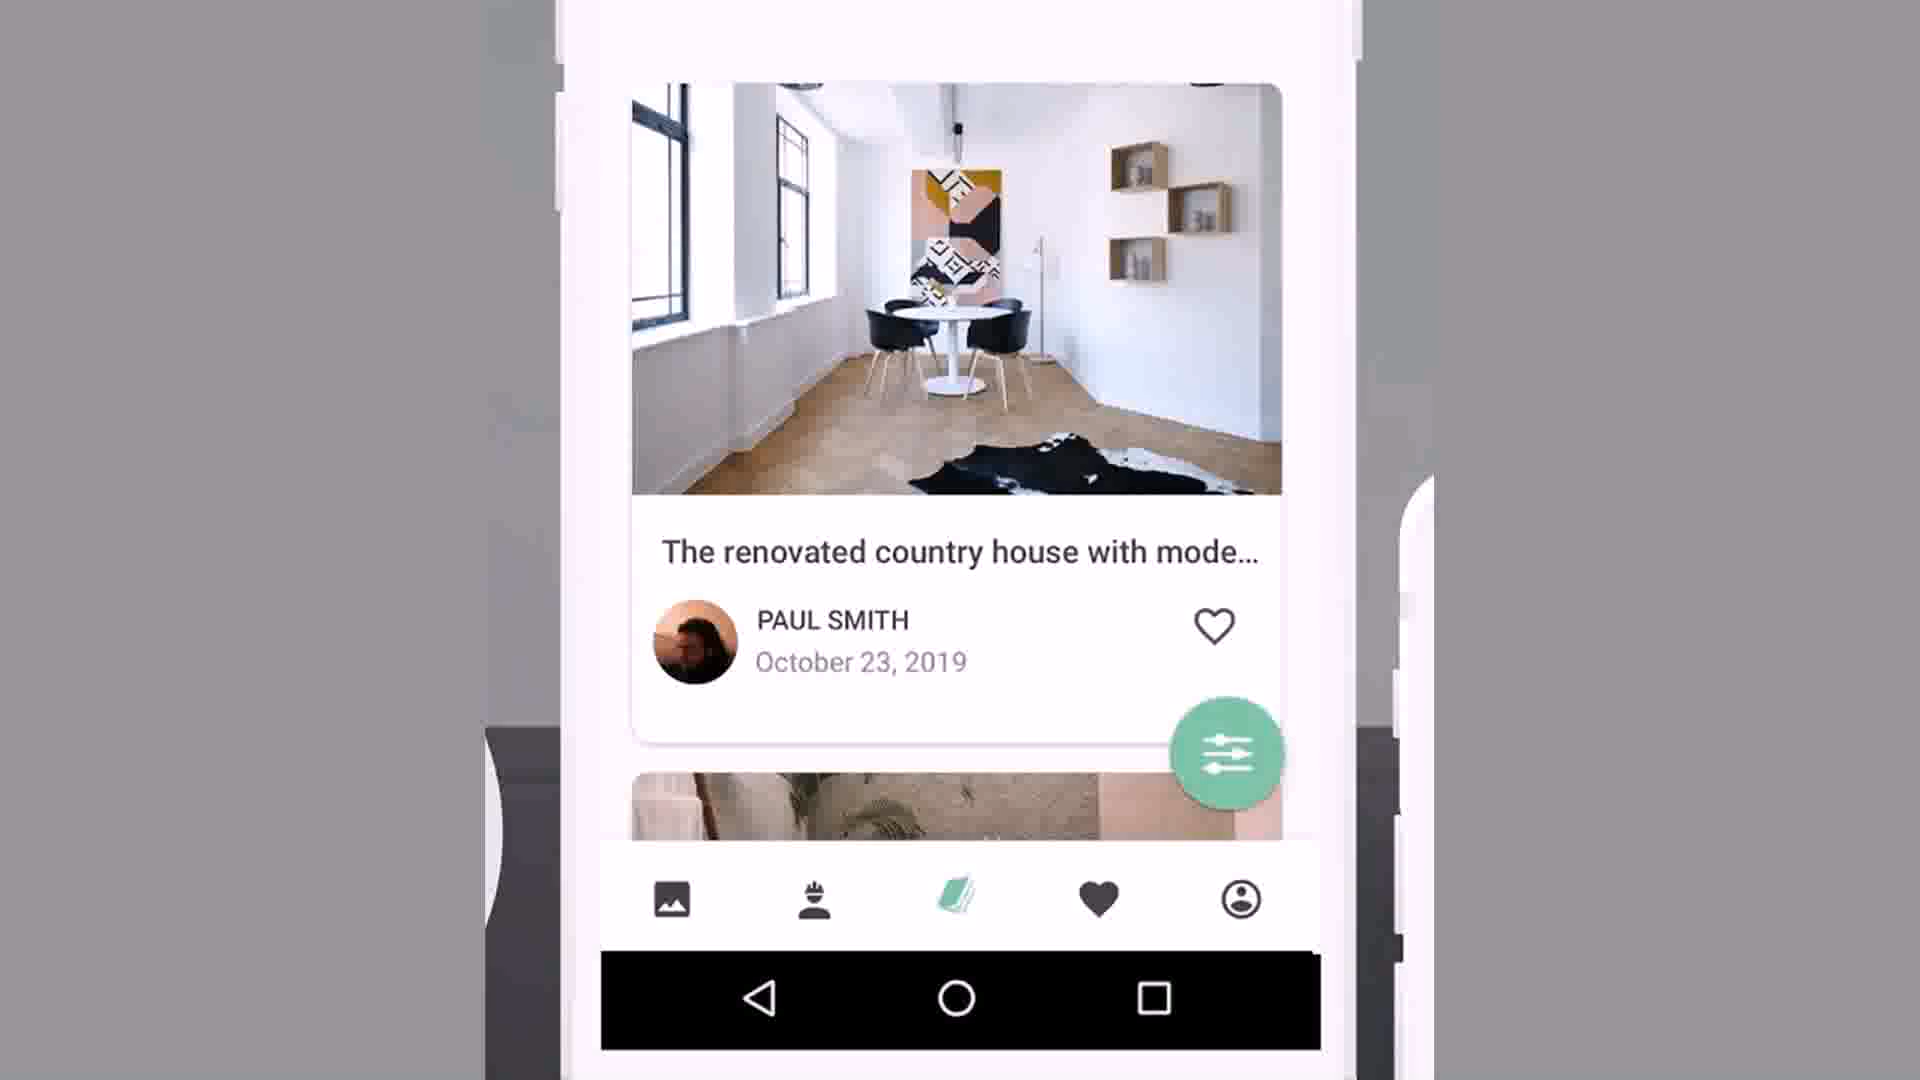 The renovated country house with mode...
PAUL SMITH
October 23, 2019